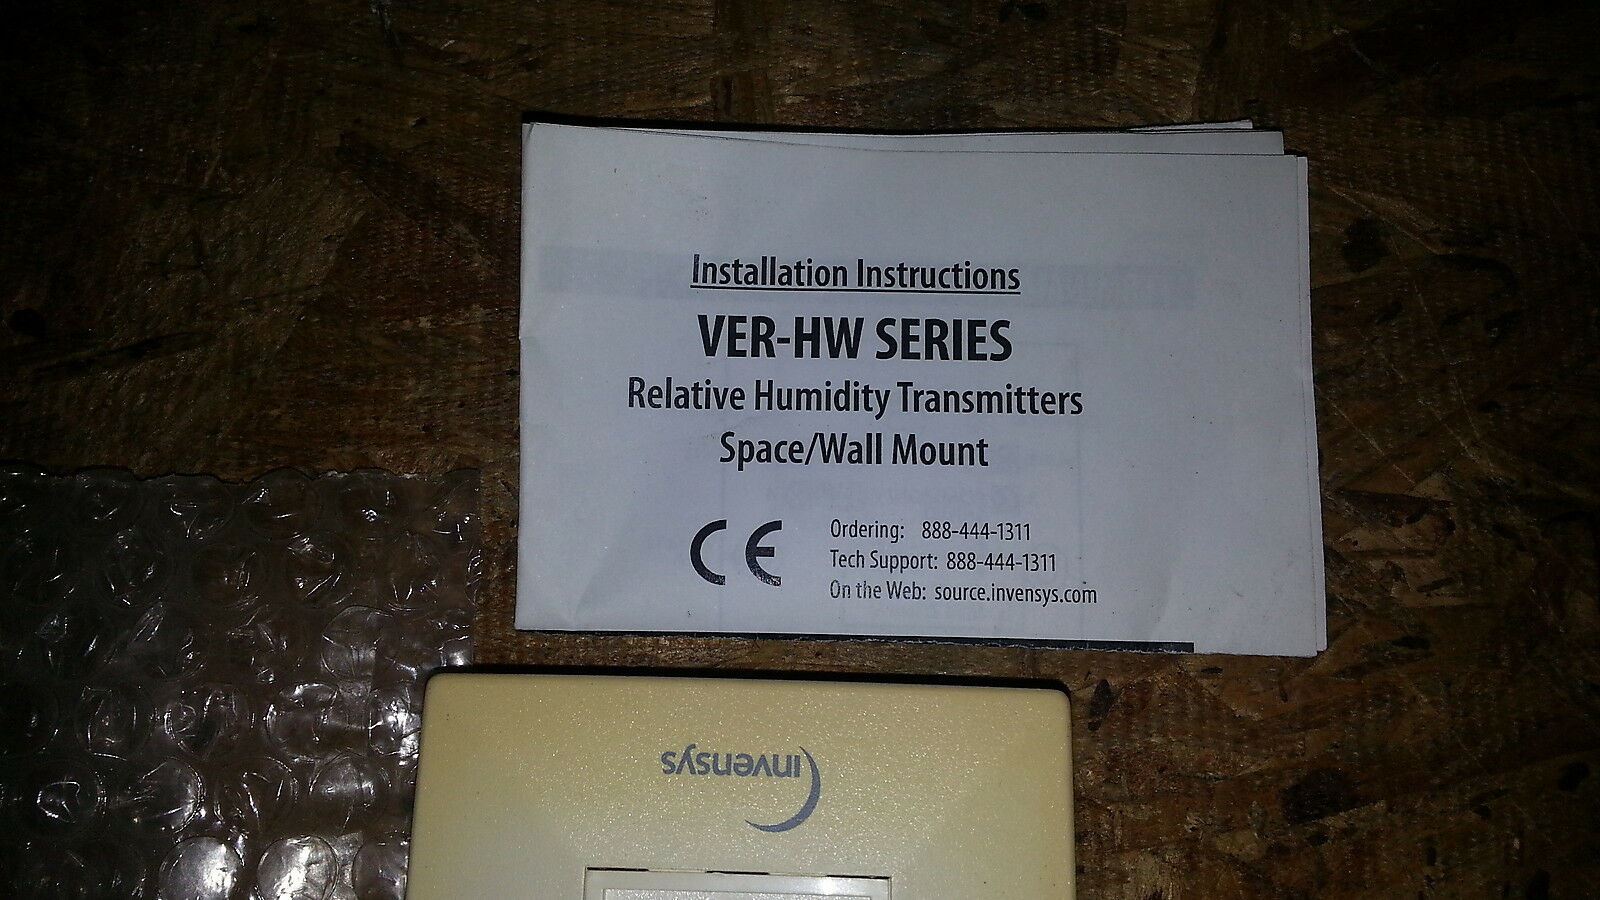 Installation Instructions
VER-HW SERIES
Relative Humidity Transmitters
Space/Wall Mount
CE
Ordering: 888-444-1311
Tech Support: 888-444-1311
On the Web: source.invensys.com
invensys